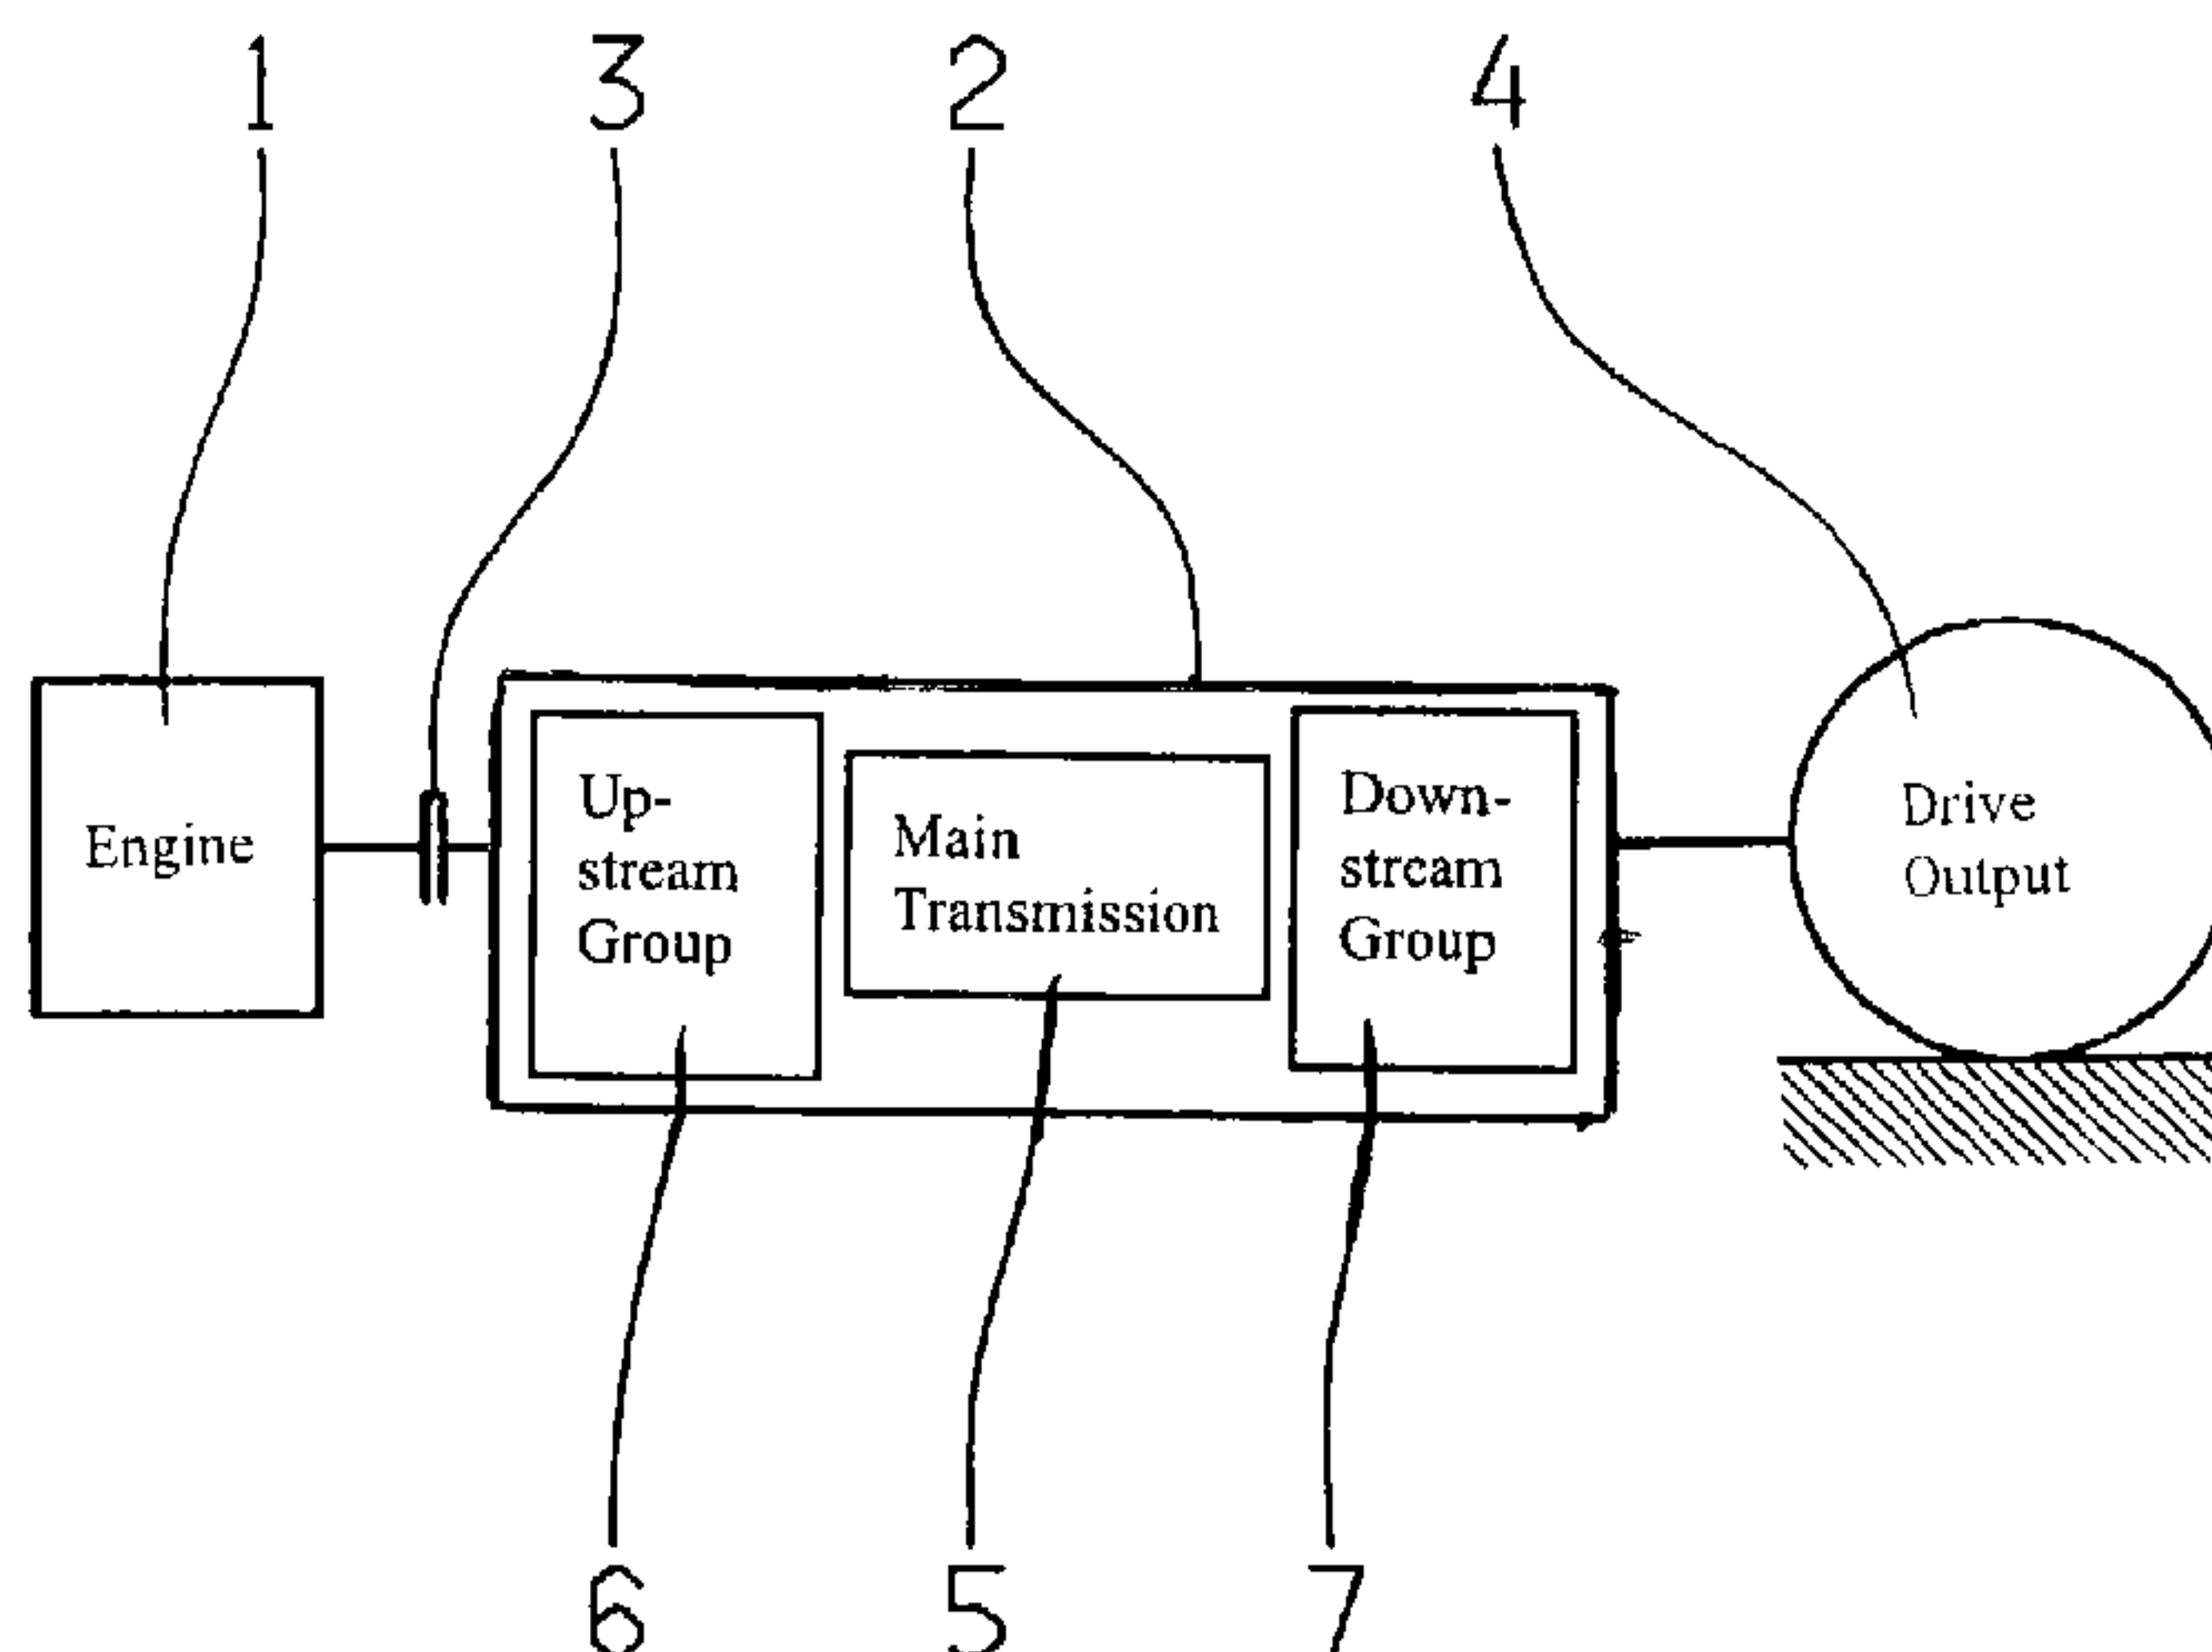 1 3 2 4
Engine
Up-
stream
Group
Main
Transmission
Down-
stream
Group
Drive
Output
6 5 7